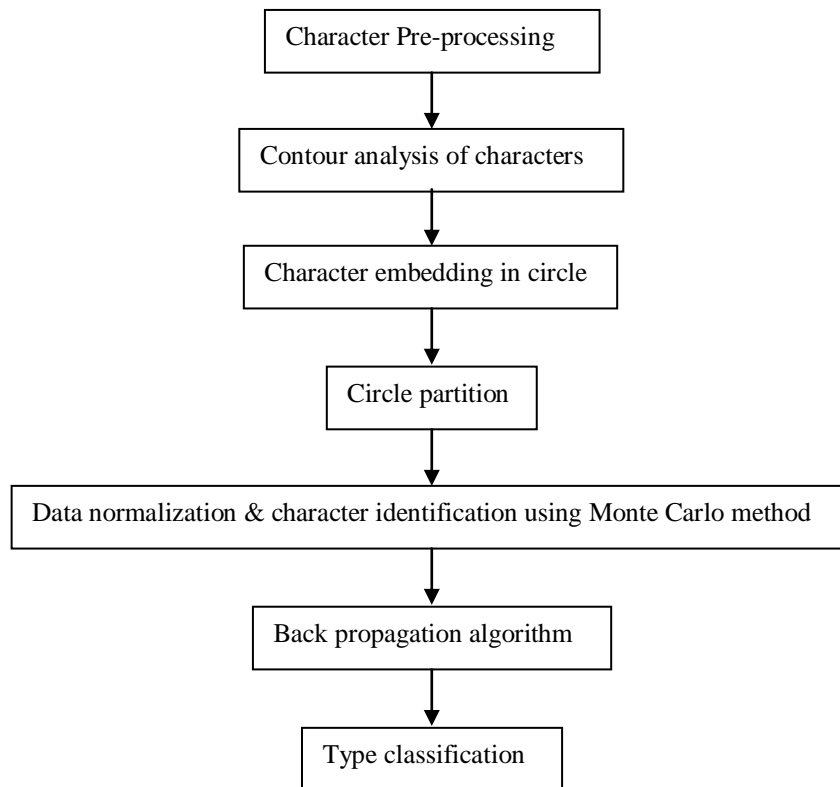 Character Pre-processing
Contour analysis of characters
Character embedding in circle
Circle partition
Data normalization & character identification using Monte Carlo method
Back propagation algorithm
Type classification